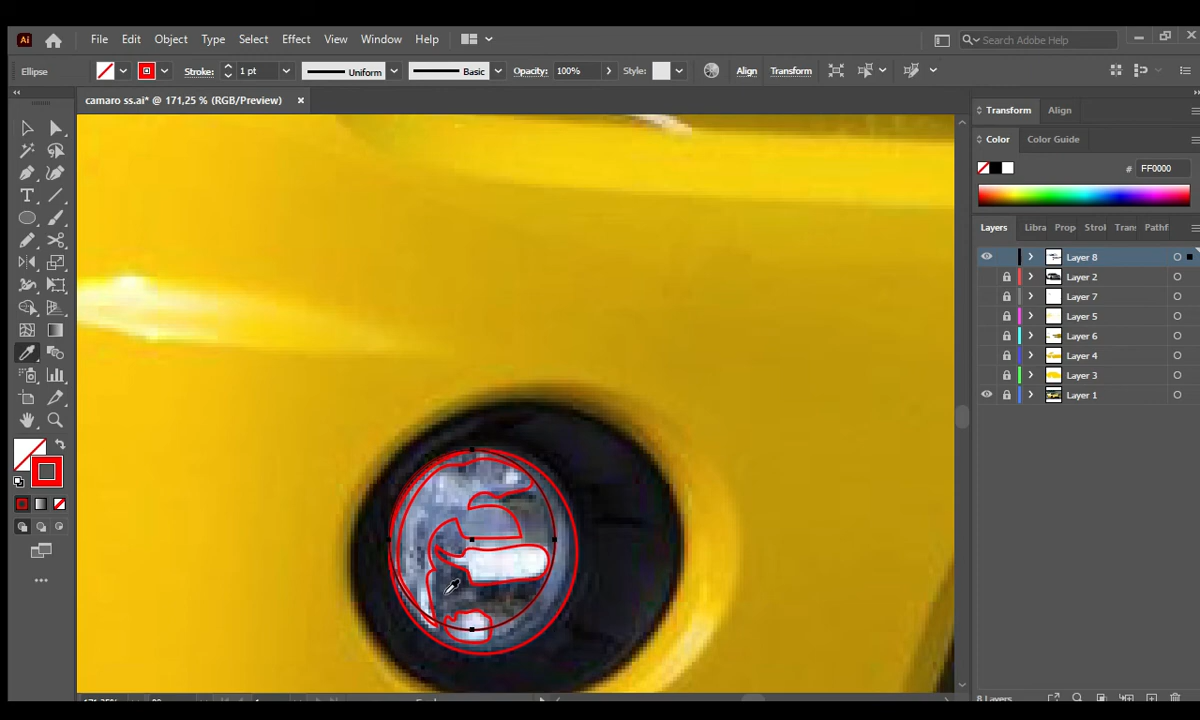 Ai File Edit Object Type Select Effect View Window Help Search Adobe Help
Ellipse Stroke: 1 pt Uniform Basic Opacity: 100% Style: Align Transform
camaro ss.ai* @ 171,25 % (RGB/Preview) ×
Transform Align
Color Color Guide
# FF0000
Layers Libra Prop Strol Tran Pathf
Layer 8
Layer 2
Layer 7
Layer 5
Layer 6
Layer 4
Layer 3
Layer 1
8 Layers